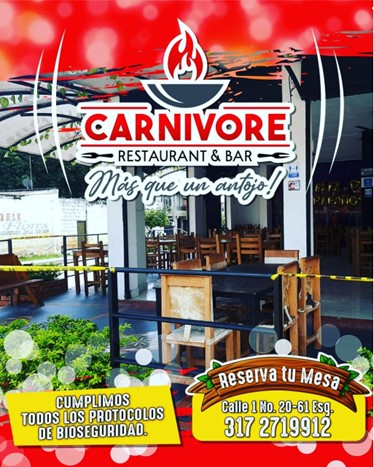 CARNIVORE
RESTAURANT & BAR
Más que un antojo!
CUMPLIMOS
TODOS LOS PROTOCOLOS
DE BIOSEGURIDAD.
Reserva tu Mesa
Calle 1 No. 20-61 Esq.
317 2719912